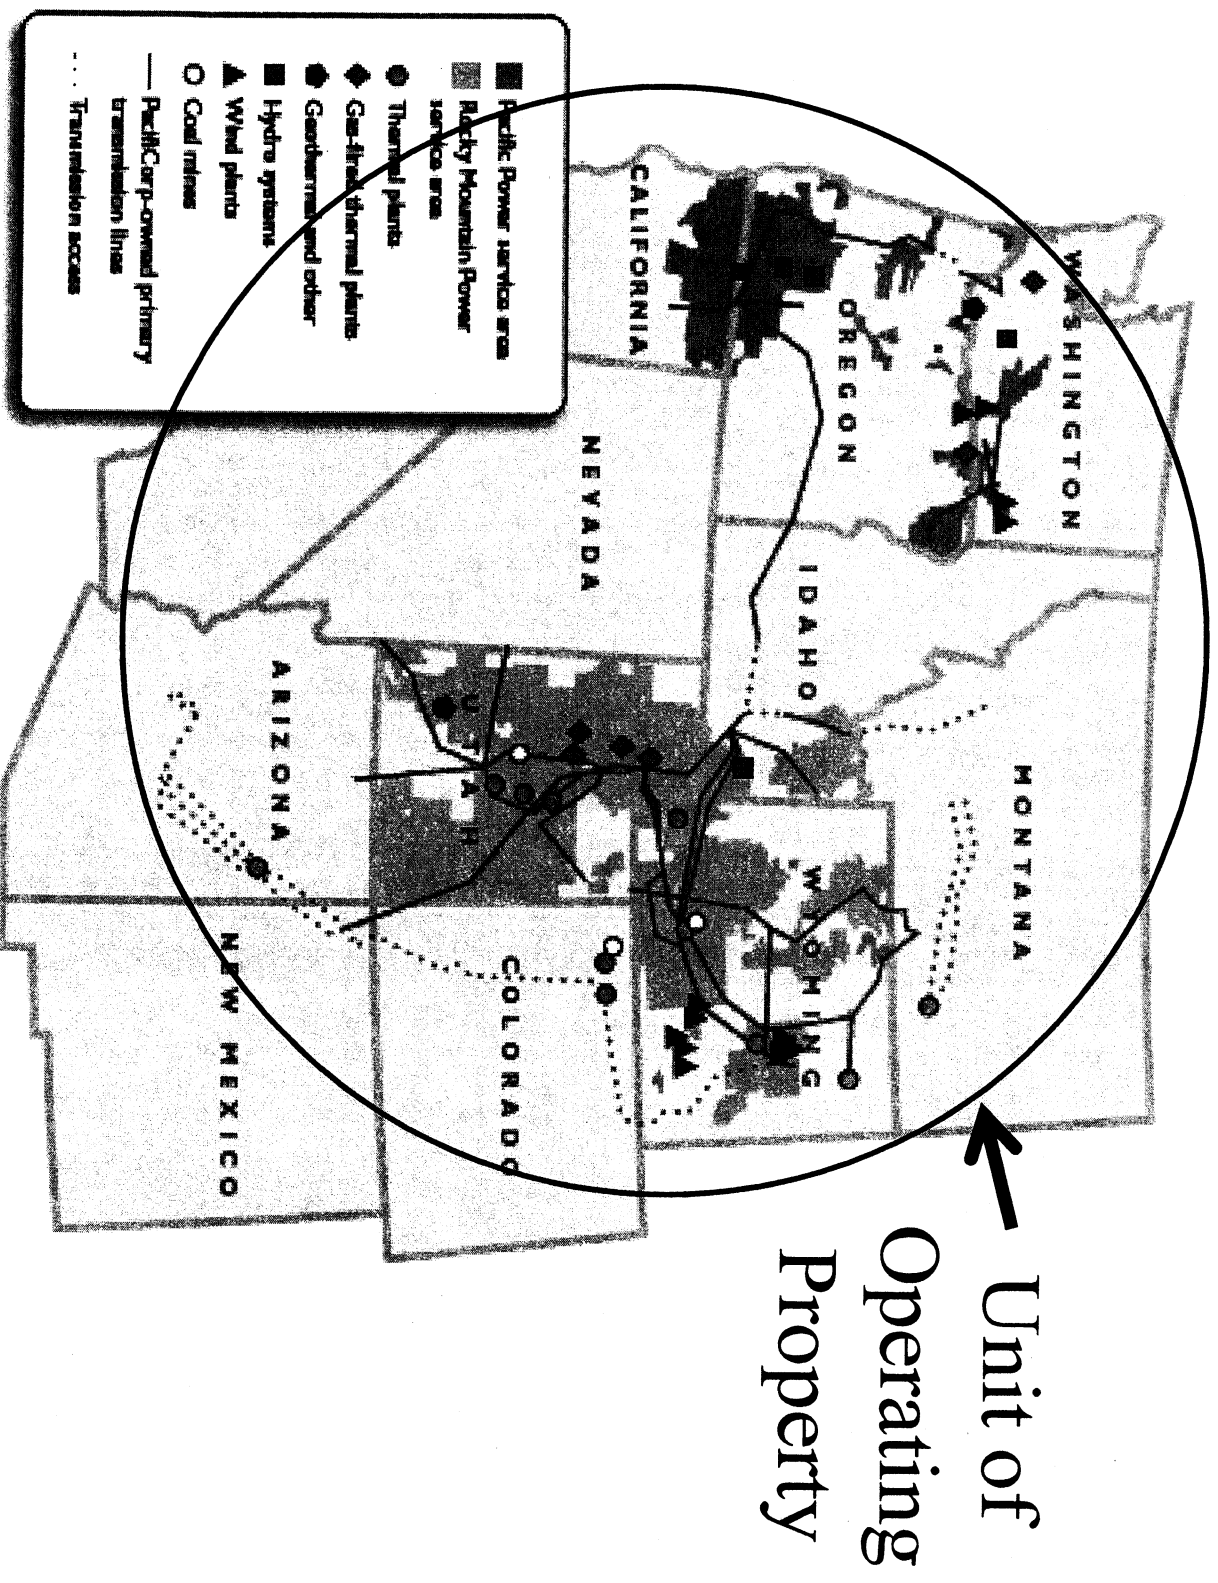 Unit of
Operating
Property
WASHINGTON
MONTANA
OREGON
IDAHO
WYOMING
CALIFORNIA
NEVADA
UTAH
COLORADO
ARIZONA
NEW MEXICO
Pacific Power service area
Rocky Mountain Power
service area
Thermal plants
Gas-fired thermal plants
Geothermal and other
Hydro systems
Wind plants
Coal mines
PacifiCorp-owned primary
transmission lines
Transmission access